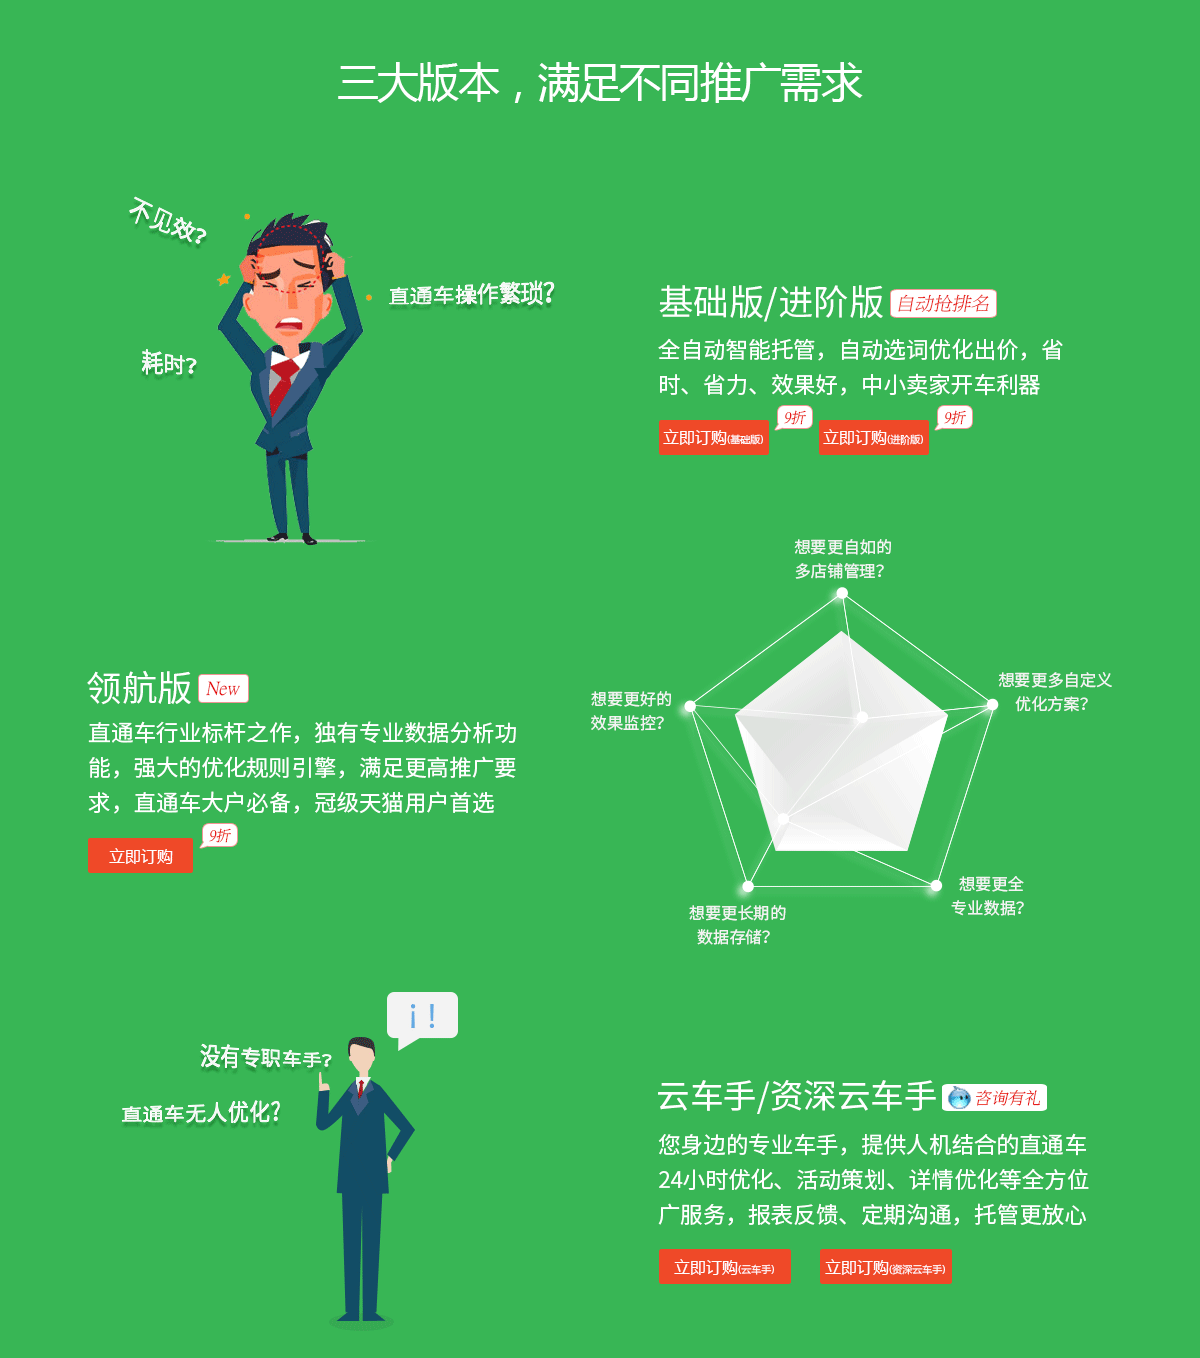 三大版本，满足不同推广需求
不见效?
直通车操作繁琐?
耗时?
基础版/进阶版 自动抢排名
全自动智能托管，自动选词优化出价，省
时、省力、效果好，中小卖家开车利器
立即订购(基础版) 9折 立即订购(进阶版) 9折
想要更自如的
多店铺管理?
想要更好的
效果监控?
想要更多自定义
优化方案?
想要更长期的
数据存储?
想要更全
专业数据?
领航版 New
直通车行业标杆之作，独有专业数据分析功
能，强大的优化规则引擎，满足更高推广要
求，直通车大户必备，冠级天猫用户首选
立即订购 9折
¡ !
没有专职车手?
直通车无人优化?
云车手/资深云车手 咨询有礼
您身边的专业车手，提供人机结合的直通车
24小时优化、活动策划、详情优化等全方位
广服务，报表反馈、定期沟通，托管更放心
立即订购(云车手) 立即订购(资深云车手)